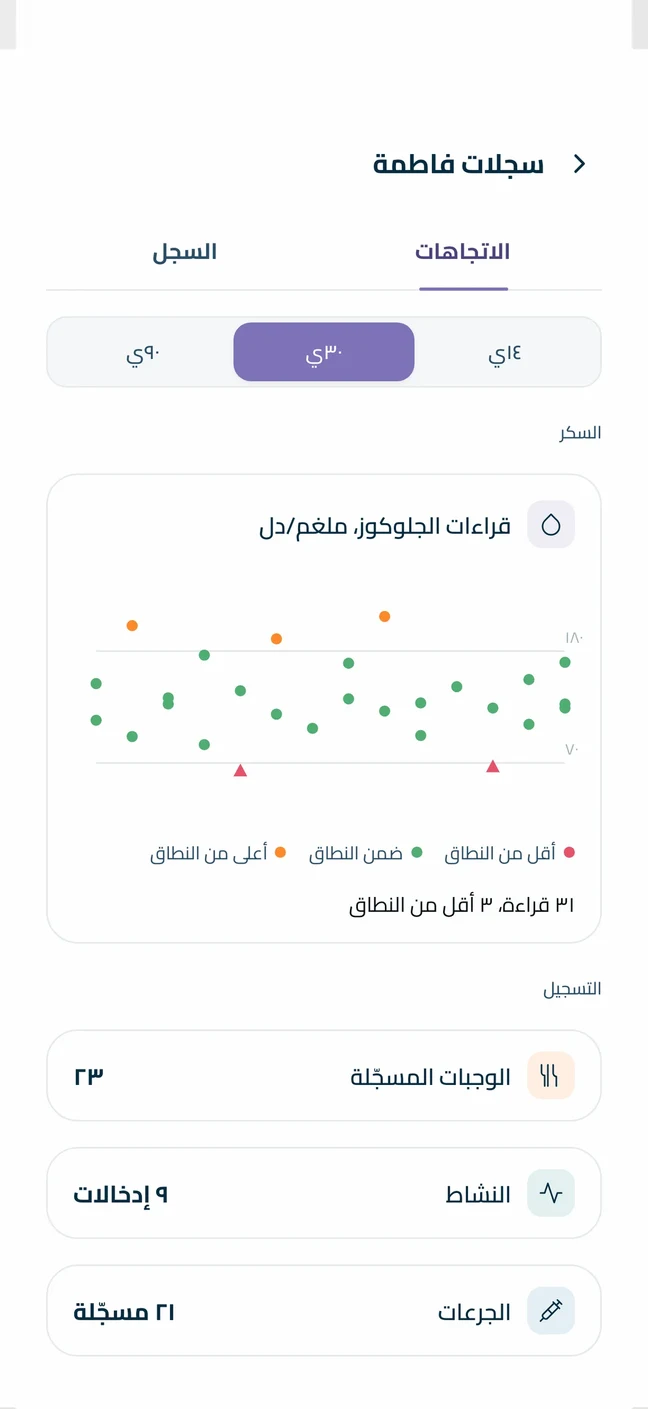 سجلات فاطمة
الاتجاهات
السجل
١٤ي
٣٠ي
٩٠ي
السكر
قراءات الجلوكوز، ملغم/دل
١٨٠
٧٠
أقل من النطاق
ضمن النطاق
أعلى من النطاق
٣١ قراءة، ٣ أقل من النطاق
التسجيل
الوجبات المسجّلة
٢٣
النشاط
٩ إدخالات
الجرعات
٢١ مسجّلة